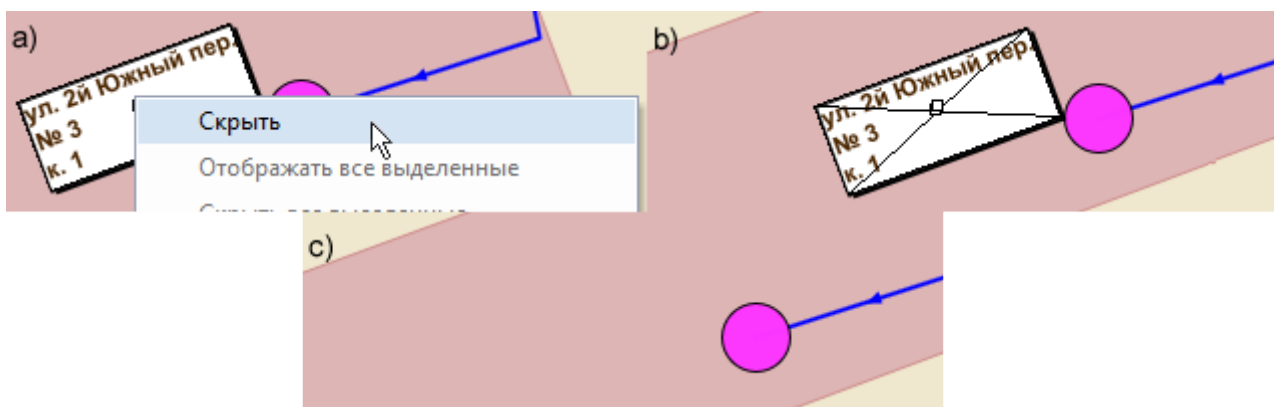 a)
ул. 2й Южный пер.
№ 3
к. 1
Скрыть
Отображать все выделенные
b)
ул. 2й Южный пер.
№ 3
к. 1
c)